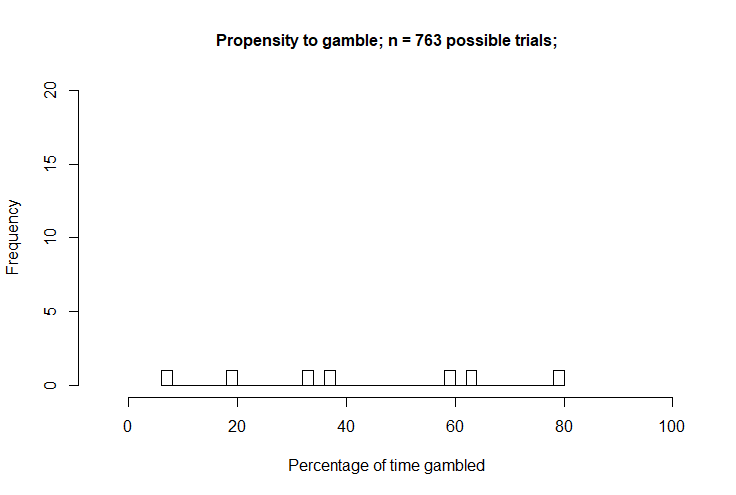 Propensity to gamble; n = 763 possible trials;
Frequency
20
15
10
5
0
0 20 40 60 80 100
Percentage of time gambled